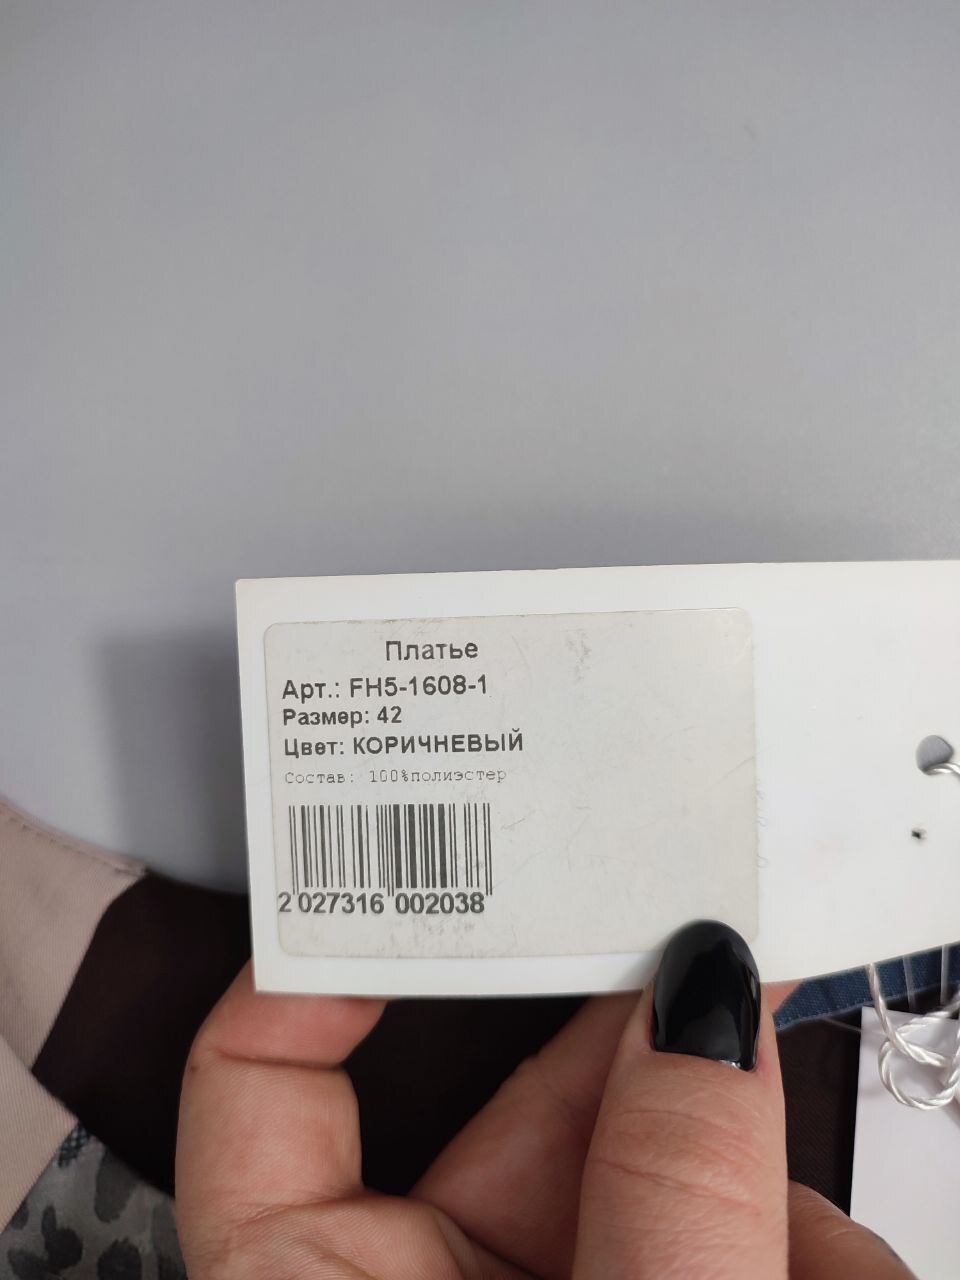 Платье
Арт.: FH5-1608-1
Размер: 42
Цвет: КОРИЧНЕВЫЙ
Состав: 100%полиэстер
2 027316 002038